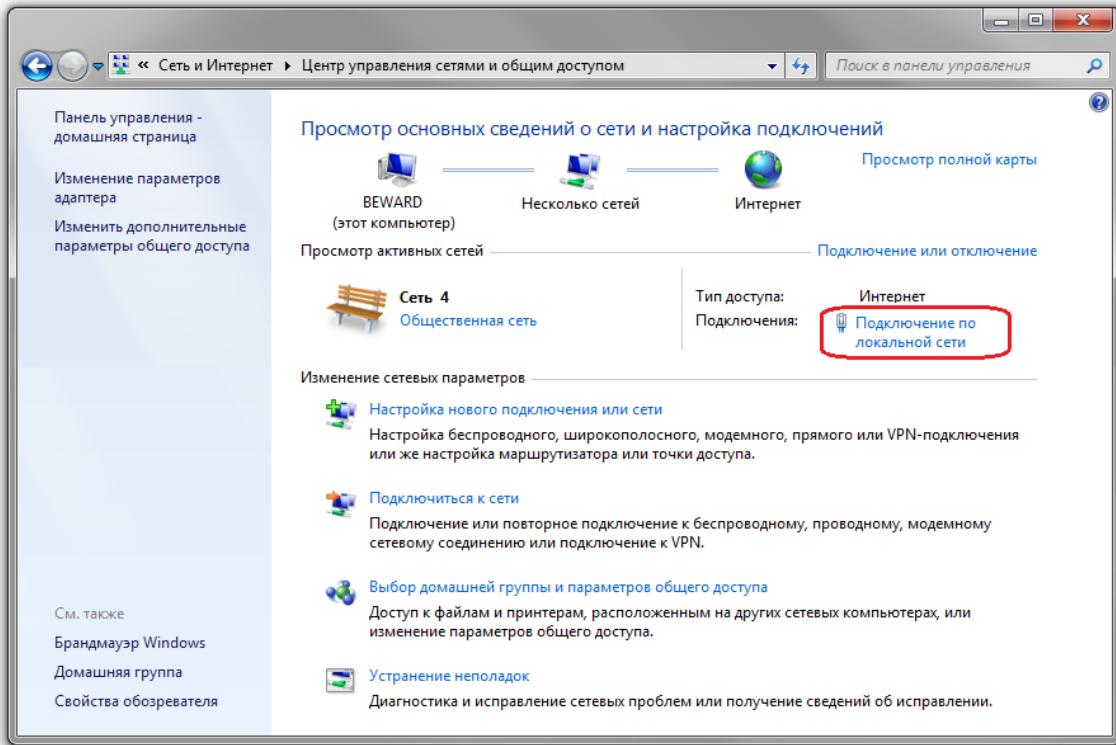 « Сеть и Интернет ▸ Центр управления сетями и общим доступом
Поиск в панели управления
Панель управления -
домашняя страница
Изменение параметров
адаптера
Изменить дополнительные
параметры общего доступа
Просмотр основных сведений о сети и настройка подключений
Просмотр полной карты
BEWARD
(этот компьютер)
Несколько сетей
Интернет
Просмотр активных сетей
Подключение или отключение
Сеть 4
Общественная сеть
Тип доступа: Интернет
Подключения: Подключение по
локальной сети
Изменение сетевых параметров
Настройка нового подключения или сети
Настройка беспроводного, широкополосного, модемного, прямого или VPN-подключения
или же настройка маршрутизатора или точки доступа.
Подключиться к сети
Подключение или повторное подключение к беспроводному, проводному, модемному
сетевому соединению или подключение к VPN.
Выбор домашней группы и параметров общего доступа
Доступ к файлам и принтерам, расположенным на других сетевых компьютерах, или
изменение параметров общего доступа.
Устранение неполадок
Диагностика и исправление сетевых проблем или получение сведений об исправлении.
См. также
Брандмауэр Windows
Домашняя группа
Свойства обозревателя